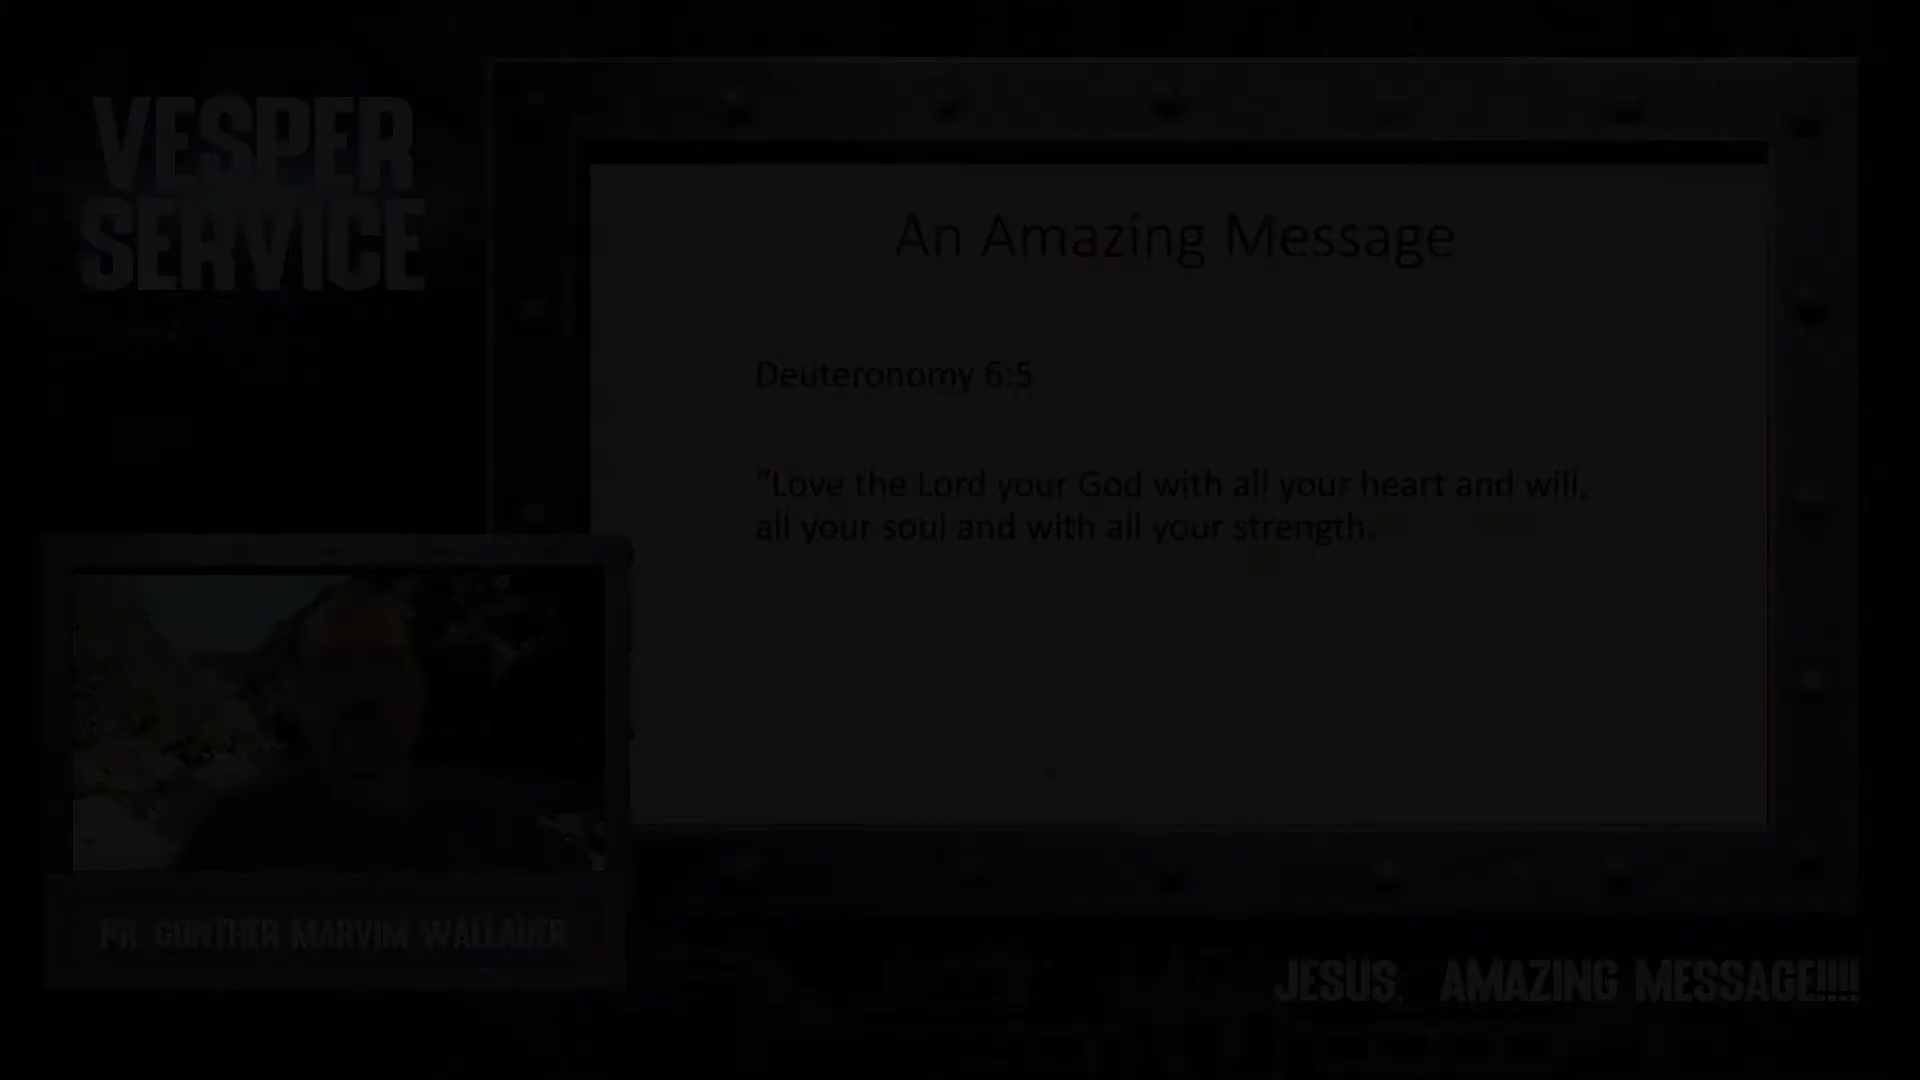 VESPER
SERVICE
An Amazing Message
Deuteronomy 6:5
"Love the Lord your God with all your heart and will,
all your soul and with all your strength.
PR. GUNTHER MARVIM WALLAUER
JESUS, AMAZING MESSAGE!!!!